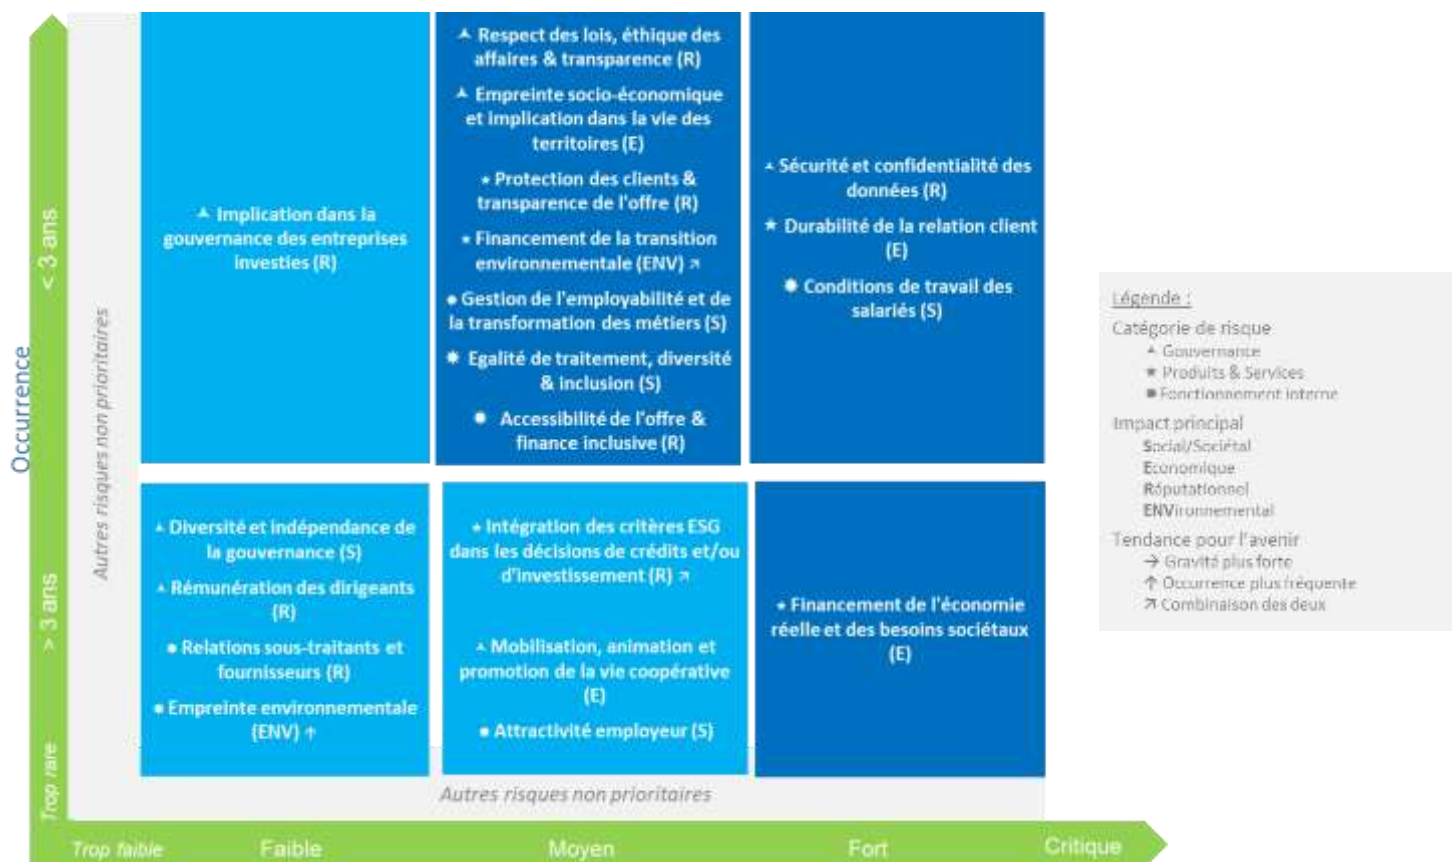 Respect des lois, éthique des
affaires & transparence (R)
Empreinte socio-économique
et implication dans la vie des
territoires (E)
Protection des clients &
transparence de l'offre (R)
Financement de la transition
environnementale (ENV) ↗
Gestion de l'employabilité et de
la transformation des métiers (S)
Egalité de traitement, diversité
& inclusion (S)
Accessibilité de l'offre &
finance inclusive (R)
Implication dans la
gouvernance des entreprises
investies (R)
Sécurité et confidentialité des
données (R)
Durabilité de la relation client
(E)
Conditions de travail des
salariés (S)
Diversité et indépendance de
la gouvernance (S)
Rémunération des dirigeants
(R)
Relations sous-traitants et
fournisseurs (R)
Empreinte environnementale
(ENV) ↑
Intégration des critères ESG
dans les décisions de crédits et/ou
d'investissement (R) ↗
Mobilisation, animation et
promotion de la vie coopérative
(E)
Attractivité employeur (S)
Financement de l'économie
réelle et des besoins sociétaux
(E)
Occurrence
< 3 ans
> 3 ans
Trop rare
Autres risques non prioritaires
Autres risques non prioritaires
Trop faible
Faible
Moyen
Fort
Critique
Légende :
Catégorie de risque
Gouvernance
Produits & Services
Fonctionnement interne
Impact principal
Social/Sociétal
Economique
Réputationnel
ENVironnemental
Tendance pour l'avenir
→ Gravité plus forte
↑ Occurrence plus fréquente
↗ Combinaison des deux